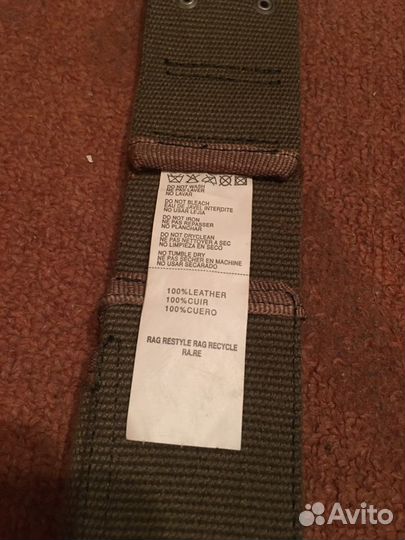 DO NOT WASH
NE PAS LAVER
NO LAVAR
DO NOT BLEACH
EAU DE JAVEL INTERDITE
NO USAR LEJIA
DO NOT IRON
NE PAS REPASSER
NO PLANCHAR
DO NOT DRYCLEAN
NE PAS NETTOYER A SEC
NO LIMPIEZA EN SECO
NO TUMBLE DRY
NE PAS SECHER EN MACHINE
NO USAR SECARADO
100%LEATHER
100%CUIR
100%CUERO
RAG RESTYLE RAG RECYCLE
RA.RE
Avito